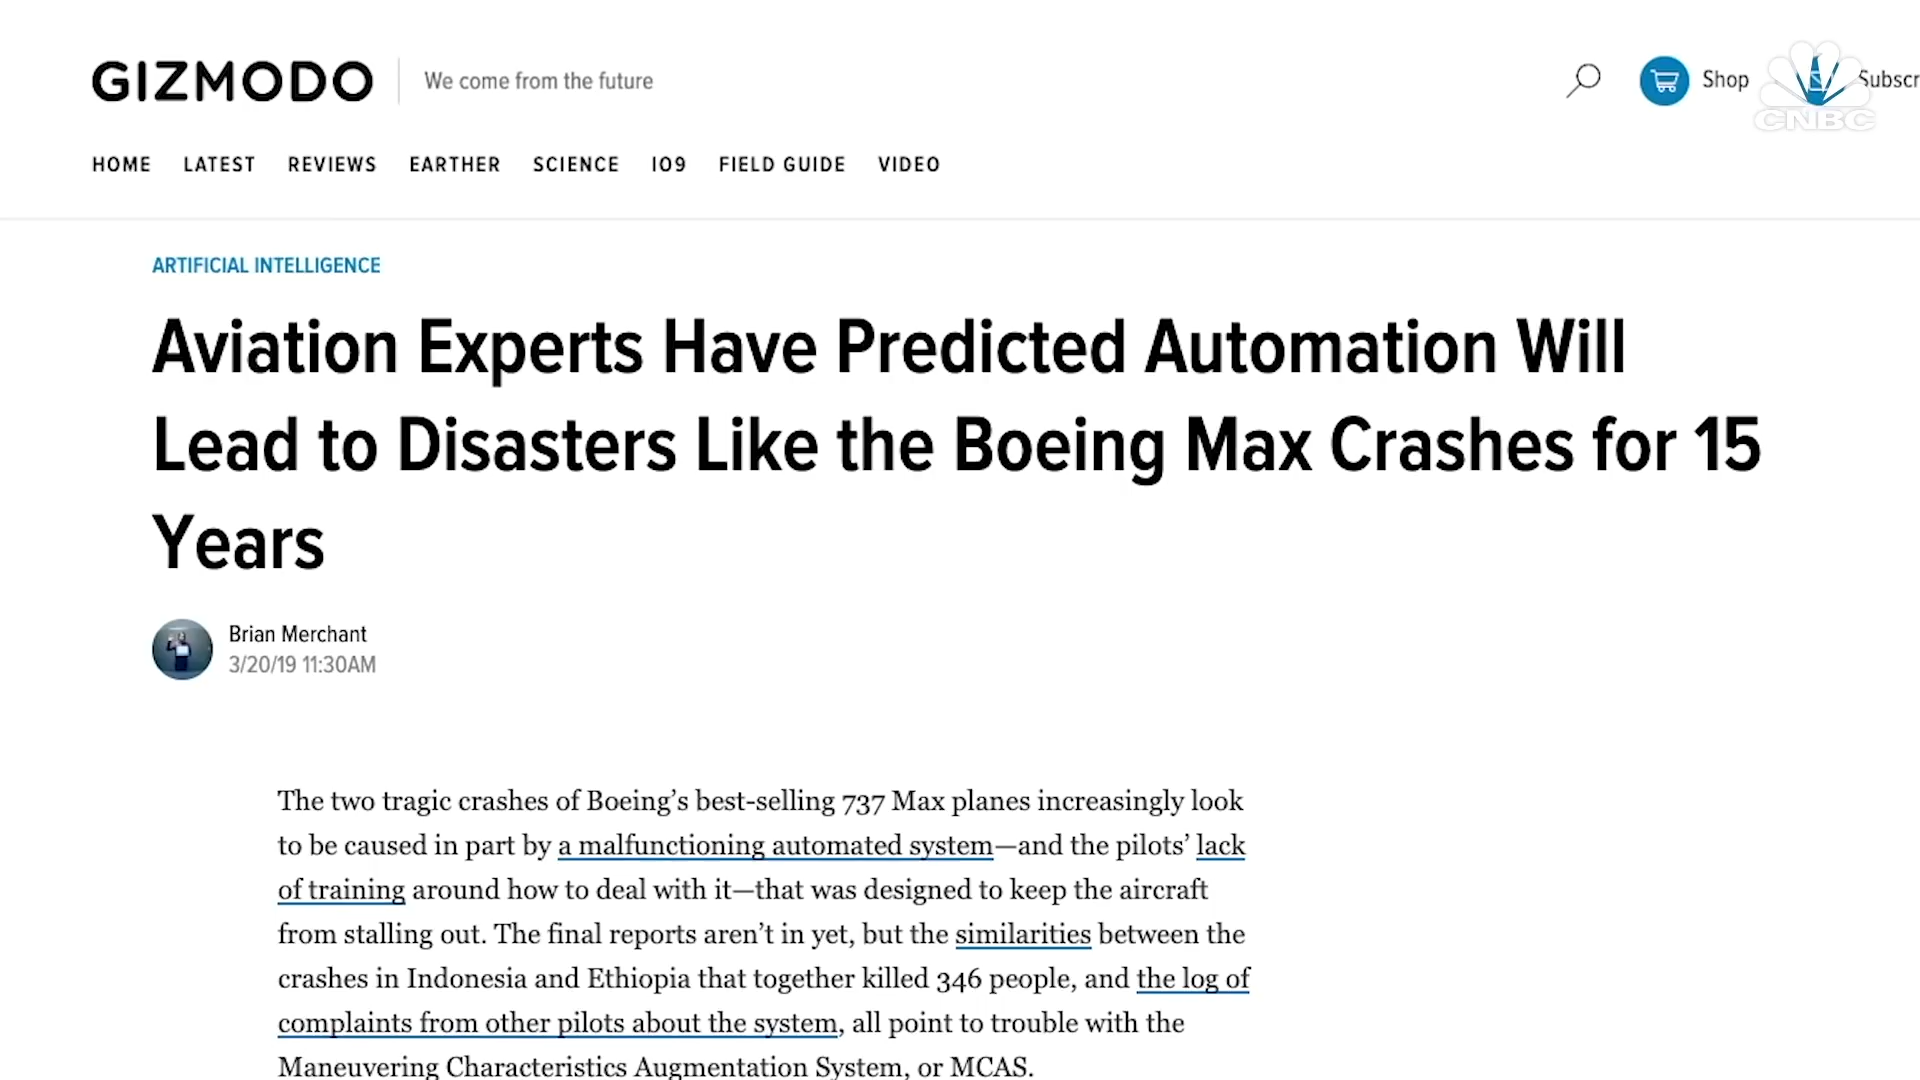 GIZMODO
We come from the future
Shop
Subscr
CNBC
HOME LATEST REVIEWS EARTHER SCIENCE IO9 FIELD GUIDE VIDEO
ARTIFICIAL INTELLIGENCE
Aviation Experts Have Predicted Automation Will
Lead to Disasters Like the Boeing Max Crashes for 15
Years
Brian Merchant
3/20/19 11:30AM
The two tragic crashes of Boeing’s best-selling 737 Max planes increasingly look
to be caused in part by a malfunctioning automated system—and the pilots’ lack
of training around how to deal with it—that was designed to keep the aircraft
from stalling out. The final reports aren’t in yet, but the similarities between the
crashes in Indonesia and Ethiopia that together killed 346 people, and the log of
complaints from other pilots about the system, all point to trouble with the
Maneuvering Characteristics Augmentation System, or MCAS.